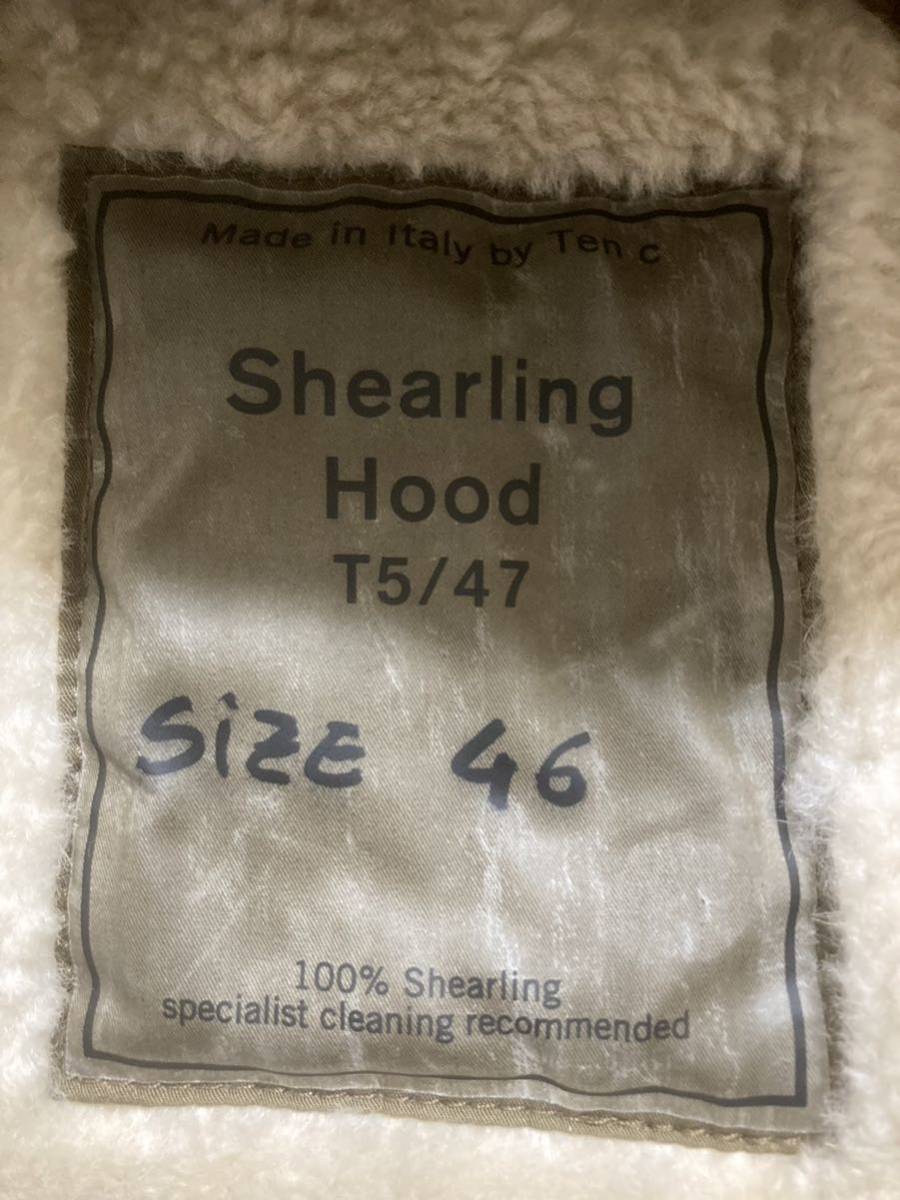 Made in Italy by Ten c
Shearling
Hood
T5/47
SiZE 46
100% Shearling
specialist cleaning recommended